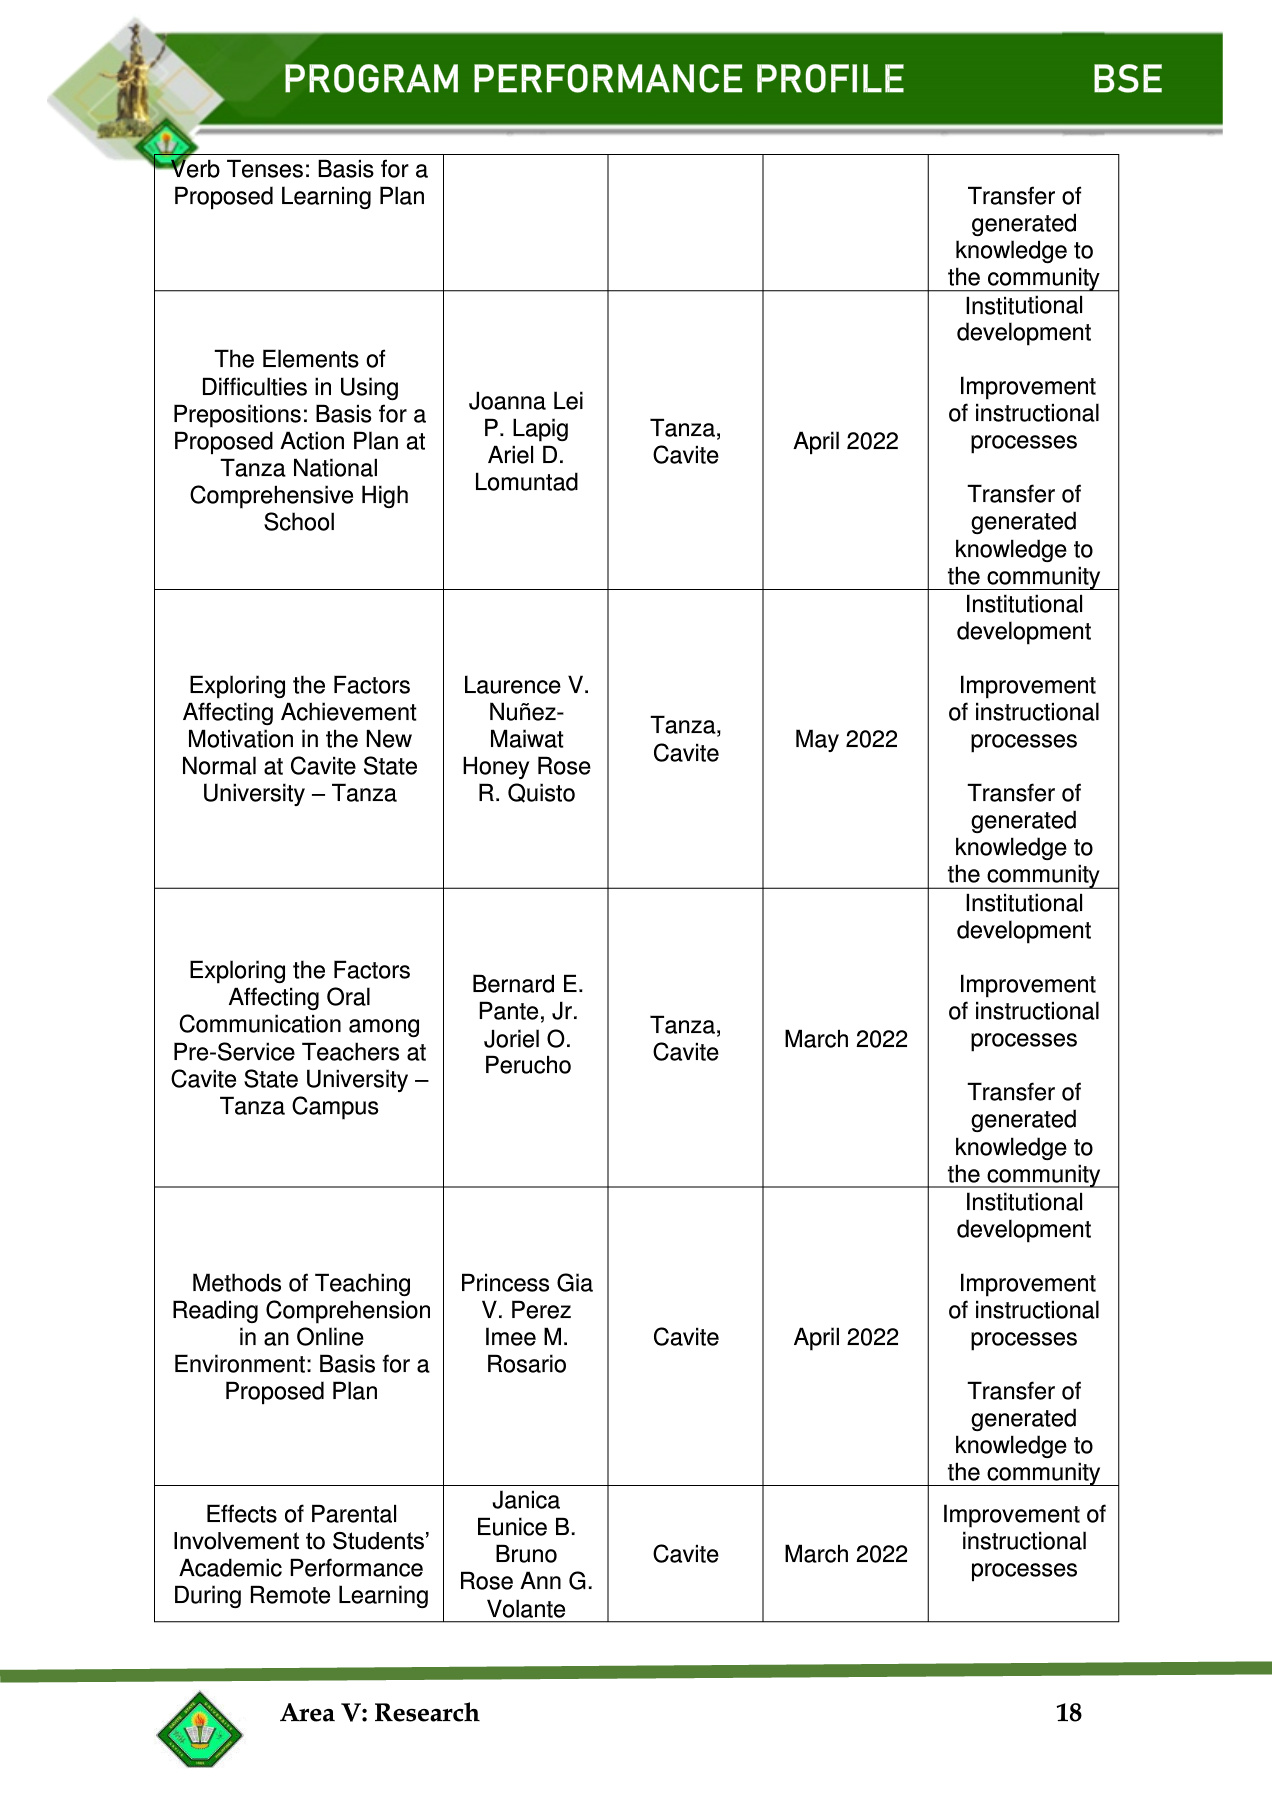 PROGRAM PERFORMANCE PROFILE BSE
Verb Tenses: Basis for a
Proposed Learning Plan
Transfer of
generated
knowledge to
the community
The Elements of
Difficulties in Using
Prepositions: Basis for a
Proposed Action Plan at
Tanza National
Comprehensive High
School
Joanna Lei
P. Lapig
Ariel D.
Lomuntad
Tanza,
Cavite
April 2022
Institutional
development
Improvement
of instructional
processes
Transfer of
generated
knowledge to
the community
Exploring the Factors
Affecting Achievement
Motivation in the New
Normal at Cavite State
University – Tanza
Laurence V.
Nuñez-
Maiwat
Honey Rose
R. Quisto
Tanza,
Cavite
May 2022
Institutional
development
Improvement
of instructional
processes
Transfer of
generated
knowledge to
the community
Exploring the Factors
Affecting Oral
Communication among
Pre-Service Teachers at
Cavite State University –
Tanza Campus
Bernard E.
Pante, Jr.
Joriel O.
Perucho
Tanza,
Cavite
March 2022
Institutional
development
Improvement
of instructional
processes
Transfer of
generated
knowledge to
the community
Methods of Teaching
Reading Comprehension
in an Online
Environment: Basis for a
Proposed Plan
Princess Gia
V. Perez
Imee M.
Rosario
Cavite
April 2022
Institutional
development
Improvement
of instructional
processes
Transfer of
generated
knowledge to
the community
Effects of Parental
Involvement to Students’
Academic Performance
During Remote Learning
Janica
Eunice B.
Bruno
Rose Ann G.
Volante
Cavite
March 2022
Improvement of
instructional
processes
Area V: Research 18